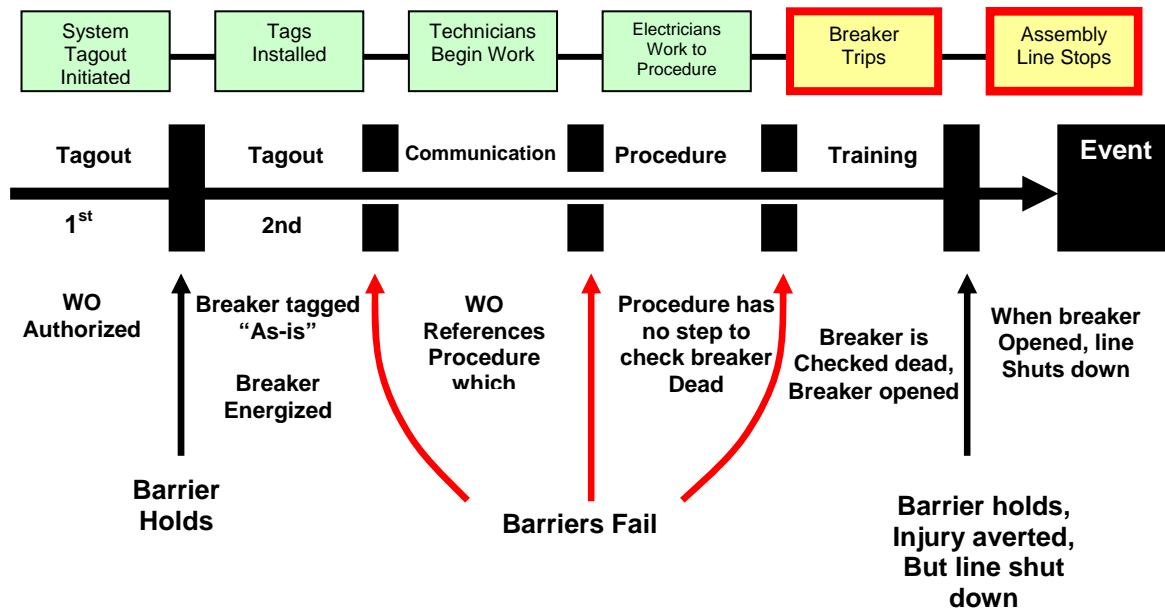 System
Tagout
Initiated
Tags
Installed
Technicians
Begin Work
Electricians
Work to
Procedure
Breaker
Trips
Assembly
Line Stops
Tagout
Tagout
Communication
Procedure
Training
Event
1st
2nd
WO
Authorized
Breaker tagged
“As-is”
Breaker
Energized
WO
References
Procedure
which
Procedure has
no step to
check breaker
Dead
Breaker is
Checked dead,
Breaker opened
When breaker
Opened, line
Shuts down
Barrier
Holds
Barriers Fail
Barrier holds,
Injury averted,
But line shut
down